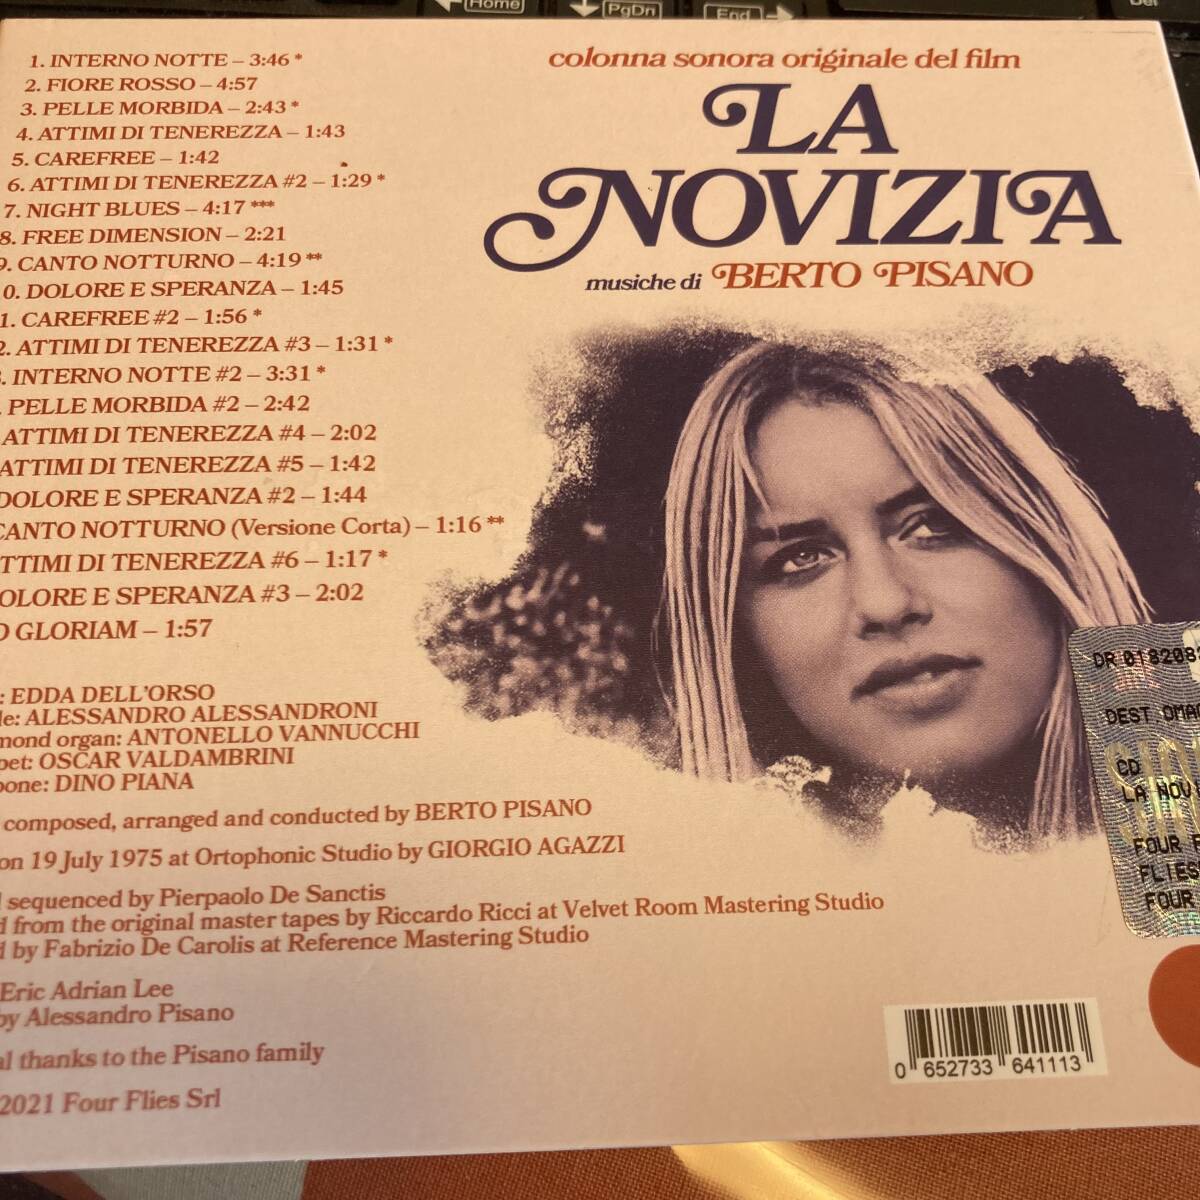 Home
PgDn
End
Del
1. INTERNO NOTTE – 3:46 *
2. FIORE ROSSO – 4:57
3. PELLE MORBIDA – 2:43 *
4. ATTIMI DI TENEREZZA – 1:43
5. CAREFREE – 1:42
6. ATTIMI DI TENEREZZA #2 – 1:29 *
7. NIGHT BLUES – 4:17 ***
8. FREE DIMENSION – 2:21
9. CANTO NOTTURNO – 4:19 **
0. DOLORE E SPERANZA – 1:45
1. CAREFREE #2 – 1:56 *
2. ATTIMI DI TENEREZZA #3 – 1:31 *
. INTERNO NOTTE #2 – 3:31 *
. PELLE MORBIDA #2 – 2:42
ATTIMI DI TENEREZZA #4 – 2:02
ATTIMI DI TENEREZZA #5 – 1:42
DOLORE E SPERANZA #2 – 1:44
CANTO NOTTURNO (Versione Corta) – 1:16 **
TTIMI DI TENEREZZA #6 – 1:17 *
OLORE E SPERANZA #3 – 2:02
D GLORIAM – 1:57
: EDDA DELL'ORSO
le: ALESSANDRO ALESSANDRONI
mond organ: ANTONELLO VANNUCCHI
pet: OSCAR VALDAMBRINI
bone: DINO PIANA
composed, arranged and conducted by BERTO PISANO
on 19 July 1975 at Ortophonic Studio by GIORGIO AGAZZI
d sequenced by Pierpaolo De Sanctis
d from the original master tapes by Riccardo Ricci at Velvet Room Mastering Studio
d by Fabrizio De Carolis at Reference Mastering Studio
Eric Adrian Lee
by Alessandro Pisano
al thanks to the Pisano family
2021 Four Flies Srl
colonna sonora originale del film
LA
NOVIZIA
musiche di BERTO PISANO
DR 018208
DEST OMA
CD
LA NOV
FOUR F
FLIES
FOUR
0 652733 641113